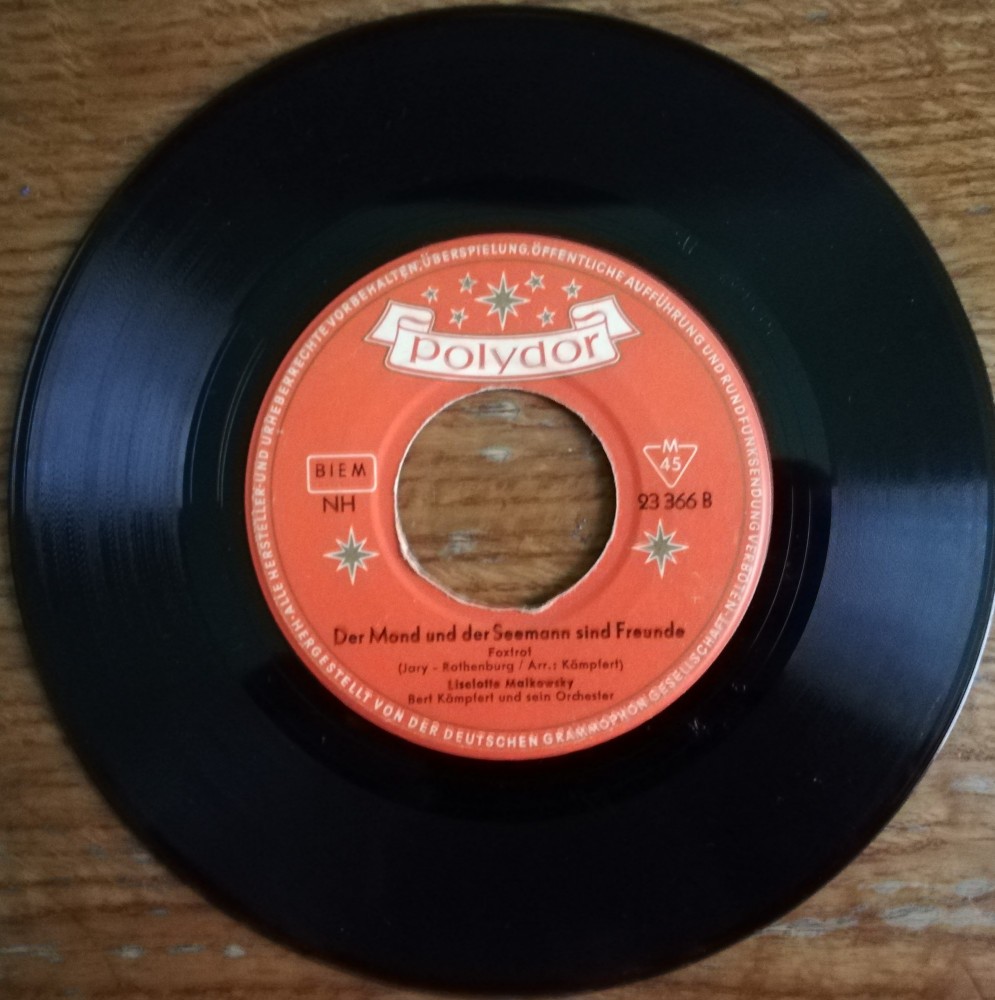 ALLE HERSTELLER-UND URHEBERRECHTE VORBEHALTEN. ÜBERSPIELUNG, ÖFFENTLICHE AUFFÜHRUNG UND RUNDFUNKSENDUNG VERBOTEN.
polydor
BIEM
NH
M
45
23 366 B
Der Mond und der Seemann sind Freunde
Foxtrot
(Jary - Rothenburg / Arr.: Kämpfert)
Liselotte Malkowsky
Bert Kämpfert und sein Orchester
HERGESTELLT VON DER DEUTSCHEN GRAMMOPHON GESELLSCHAFT